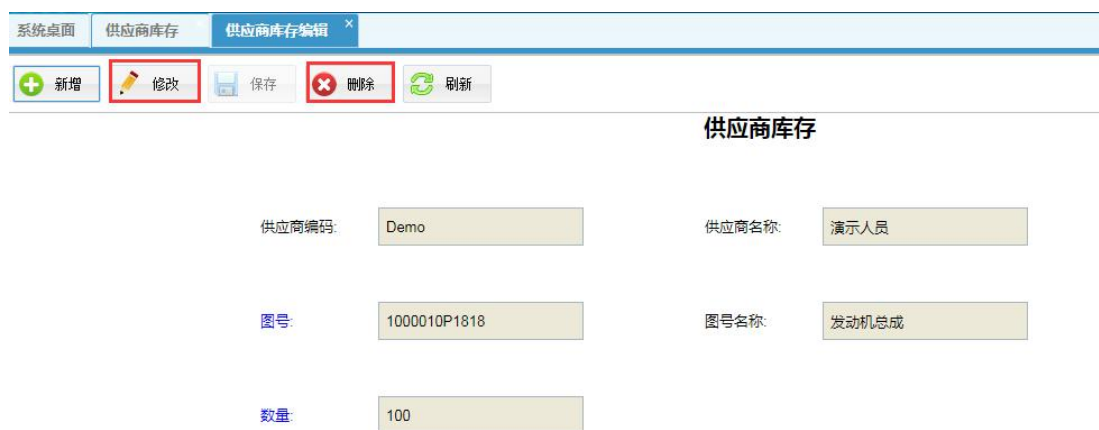 系统桌面 供应商库存 供应商库存编辑 ×
新增 修改 保存 删除 刷新
供应商库存
供应商编码: Demo 供应商名称: 演示人员
图号: 1000010P1818 图号名称: 发动机总成
数量: 100